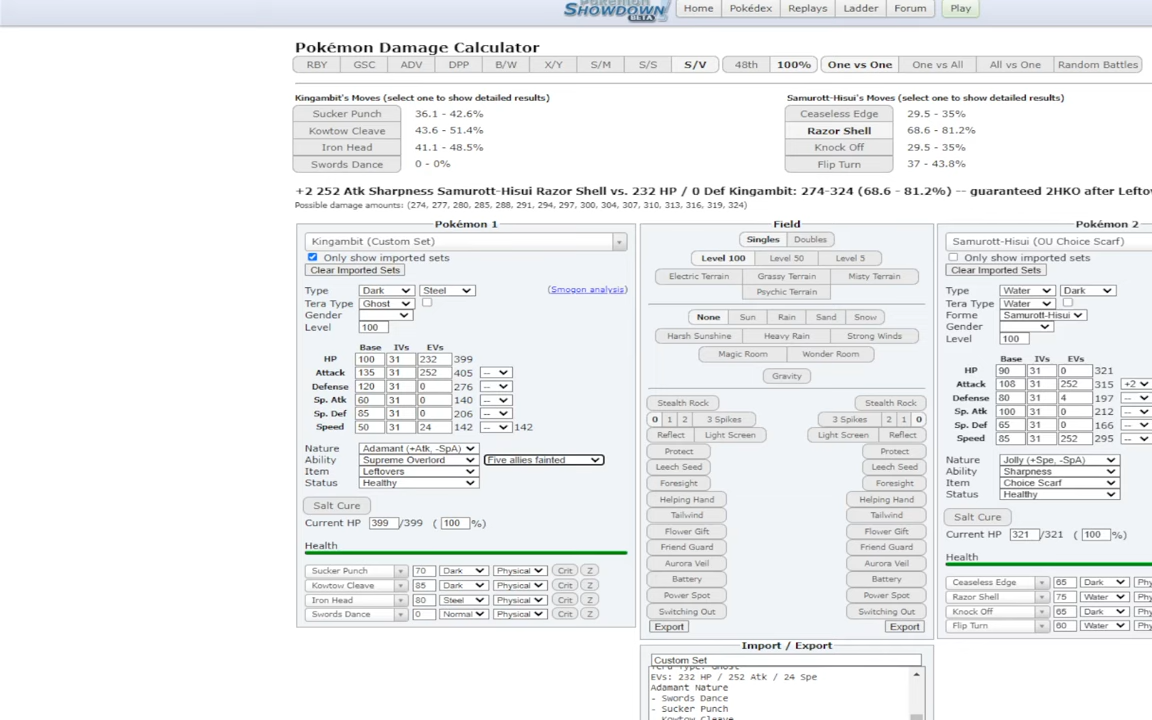 Pokémon
SHOWDOWN
BETA
Home Pokédex Replays Ladder Forum Play
Pokémon Damage Calculator
RBY GSC ADV DPP B/W X/Y S/M S/S S/V 48th 100% One vs One One vs All All vs One Random Battles
Kingambit's Moves (select one to show detailed results)
Sucker Punch 36.1 - 42.6%
Kowtow Cleave 43.6 - 51.4%
Iron Head 41.1 - 48.5%
Swords Dance 0 - 0%
Samurott-Hisui's Moves (select one to show detailed results)
Ceaseless Edge 29.5 - 35%
Razor Shell 68.6 - 81.2%
Knock Off 29.5 - 35%
Flip Turn 37 - 43.8%
+2 252 Atk Sharpness Samurott-Hisui Razor Shell vs. 232 HP / 0 Def Kingambit: 274-324 (68.6 - 81.2%) -- guaranteed 2HKO after Leftov
Possible damage amounts: (274, 277, 280, 285, 288, 291, 294, 297, 300, 304, 307, 310, 313, 316, 319, 324)
Pokémon 1
Kingambit (Custom Set)
Only show imported sets
Clear Imported Sets
Type Dark Steel (Smogon analysis)
Tera Type Ghost
Gender
Level 100
Base IVs EVs
HP 100 31 232 399
Attack 135 31 252 405 --
Defense 120 31 0 276 --
Sp. Atk 60 31 0 140 --
Sp. Def 85 31 0 206 --
Speed 50 31 24 142 -- 142
Nature Adamant (+Atk, -SpA)
Ability Supreme Overlord Five allies fainted
Item Leftovers
Status Healthy
Salt Cure
Current HP 399 /399 ( 100 %)
Health
Sucker Punch 70 Dark Physical Crit Z
Kowtow Cleave 85 Dark Physical Crit Z
Iron Head 80 Steel Physical Crit Z
Swords Dance 0 Normal Physical Crit Z
Field
Singles Doubles
Level 100 Level 50 Level 5
Electric Terrain Grassy Terrain Misty Terrain
Psychic Terrain
None Sun Rain Sand Snow
Harsh Sunshine Heavy Rain Strong Winds
Magic Room Wonder Room
Gravity
Stealth Rock Stealth Rock
0 1 2 3 Spikes 3 Spikes 2 1 0
Reflect Light Screen Light Screen Reflect
Protect Protect
Leech Seed Leech Seed
Foresight Foresight
Helping Hand Helping Hand
Tailwind Tailwind
Flower Gift Flower Gift
Friend Guard Friend Guard
Aurora Veil Aurora Veil
Battery Battery
Power Spot Power Spot
Switching Out Switching Out
Export Export
Import / Export
Custom Set
Tera Type: Ghost
EVs: 232 HP / 252 Atk / 24 Spe
Adamant Nature
- Swords Dance
- Sucker Punch
- Kowtow Cleave
Pokémon 2
Samurott-Hisui (OU Choice Scarf)
Only show imported sets
Clear Imported Sets
Type Water Dark
Tera Type Water
Forme Samurott-Hisui
Gender
Level 100
Base IVs EVs
HP 90 31 0 321
Attack 108 31 252 315 +2
Defense 80 31 4 197 --
Sp. Atk 100 31 0 212 --
Sp. Def 65 31 0 166 --
Speed 85 31 252 295 --
Nature Jolly (+Spe, -SpA)
Ability Sharpness
Item Choice Scarf
Status Healthy
Salt Cure
Current HP 321 /321 ( 100 %)
Health
Ceaseless Edge 65 Dark Phy
Razor Shell 75 Water Phy
Knock Off 65 Dark Phy
Flip Turn 60 Water Phy